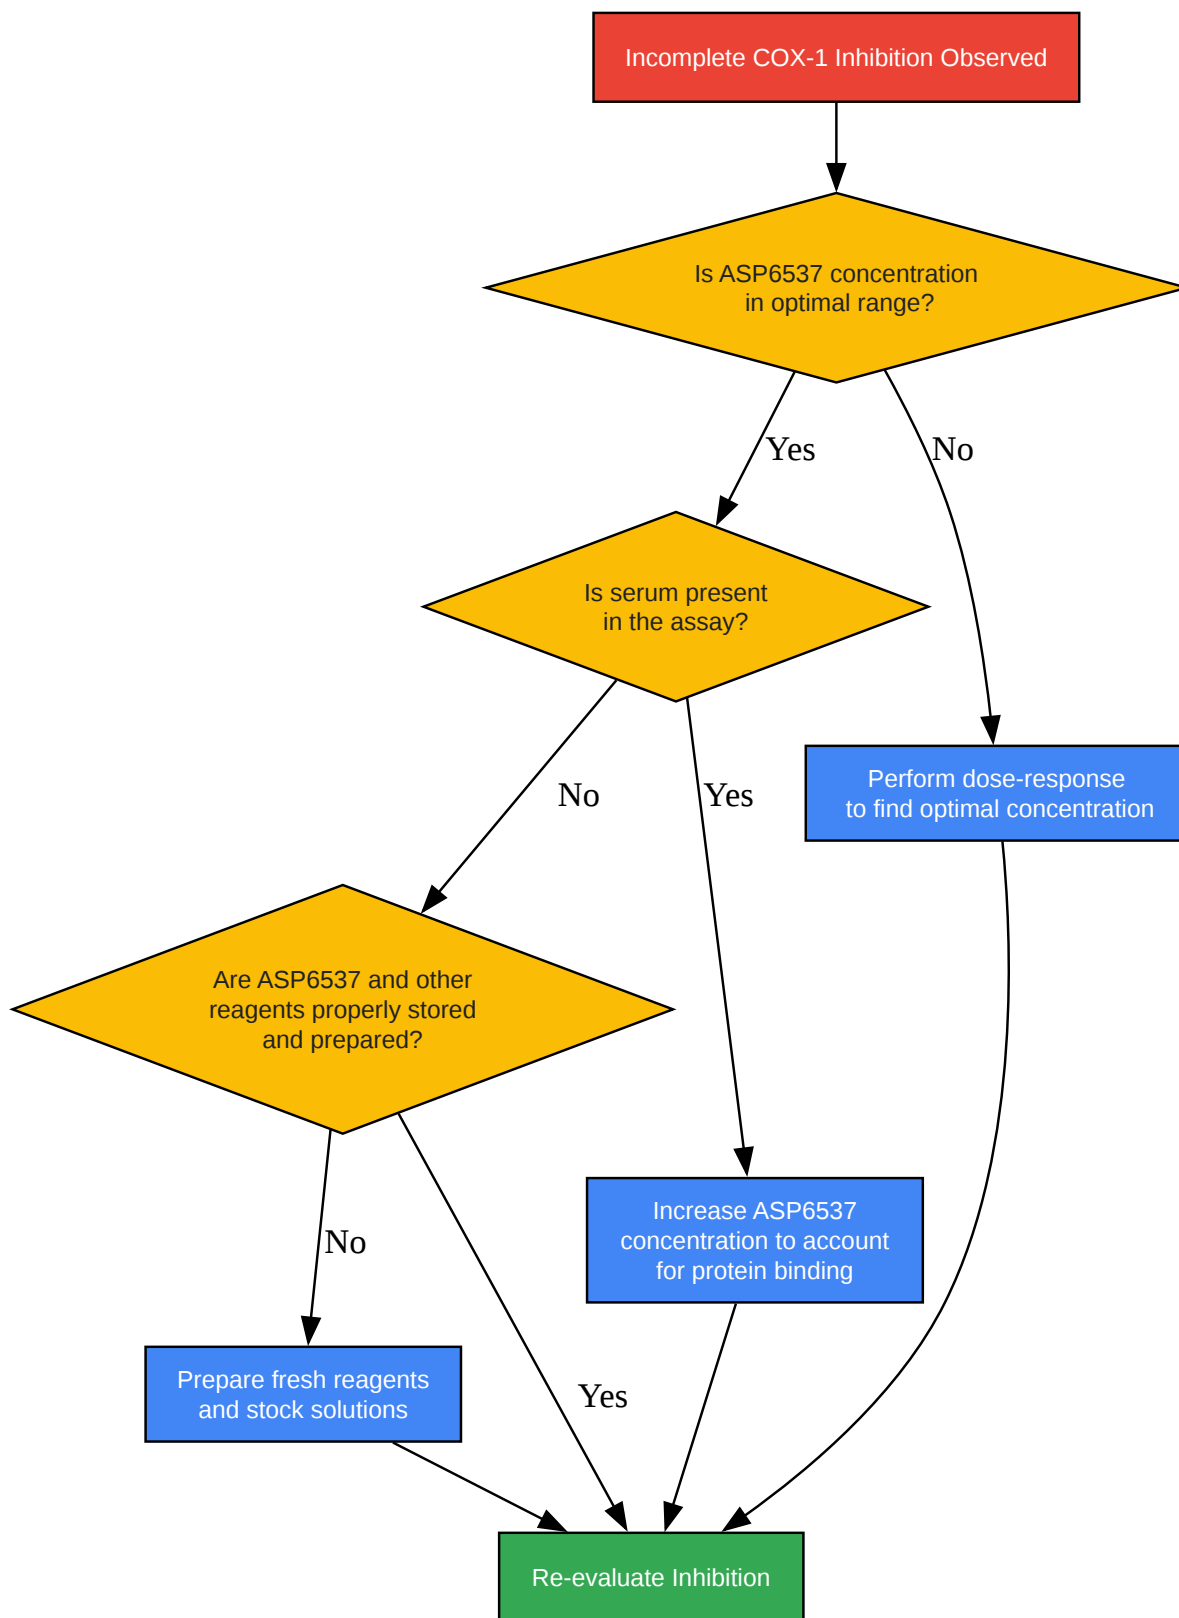 Incomplete COX-1 Inhibition Observed
Is ASP6537 concentration
in optimal range?
Yes
No
Is serum present
in the assay?
No
Yes
Perform dose-response
to find optimal concentration
Are ASP6537 and other
reagents properly stored
and prepared?
Increase ASP6537
concentration to account
for protein binding
No
Prepare fresh reagents
and stock solutions
Yes
Re-evaluate Inhibition